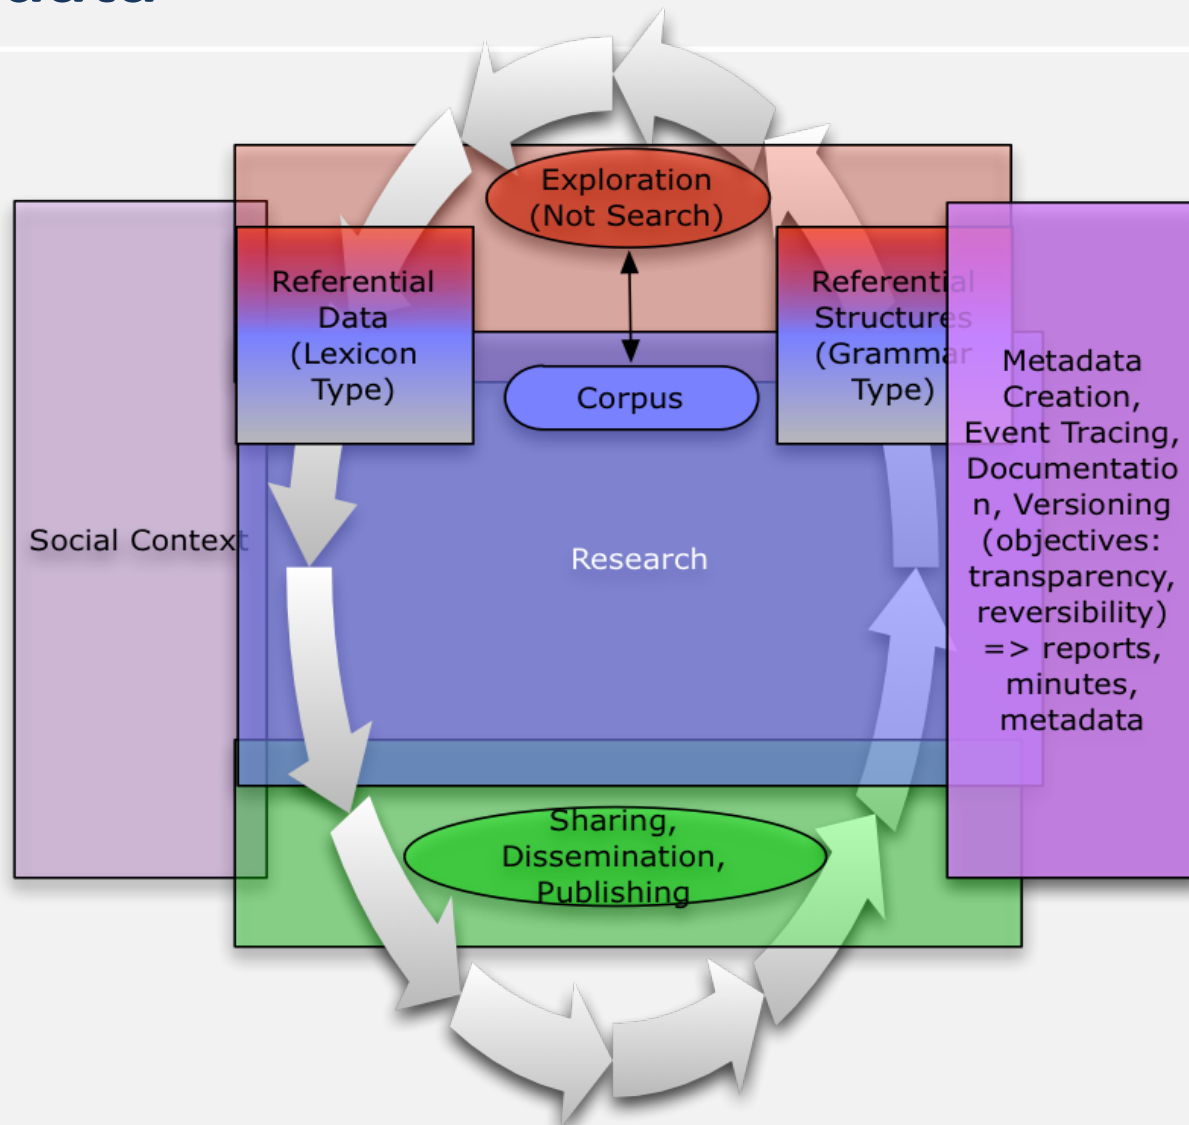 Exploration
(Not Search)
Referential
Data
(Lexicon
Type)
Referential
Structures
(Grammar
Type)
Corpus
Metadata
Creation,
Event Tracing,
Documentatio
n, Versioning
(objectives:
transparency,
reversibility)
=> reports,
minutes,
metadata
Social Context
Research
Sharing,
Dissemination,
Publishing